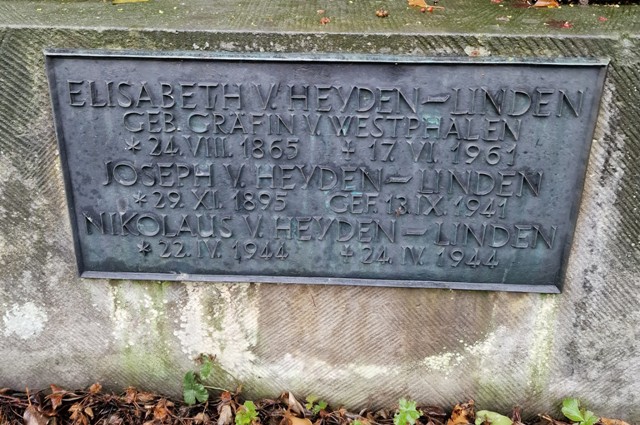 ELISABETH V. HEYDEN-LINDEN
GEB. GRÄFIN V. WESTPHALEN
* 24. VIII. 1865 + 17. VI. 1961
JOSEPH V. HEYDEN-LINDEN
* 29. XI. 1895 GEF. 13. IX. 1941
NIKOLAUS V. HEYDEN-LINDEN
* 22. IV. 1944 + 24. IV. 1944